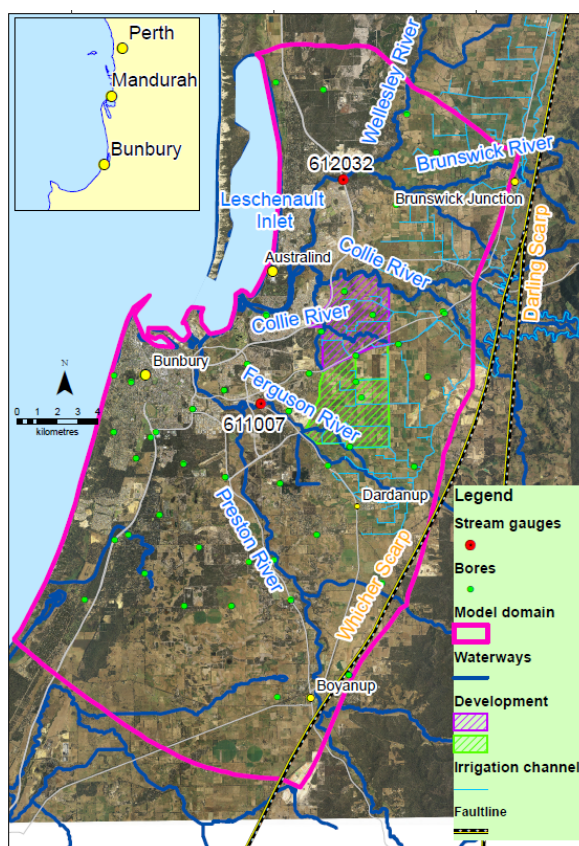 Perth
Mandurah
Bunbury
Wellesley River
612032
Brunswick River
Brunswick Junction
Leschenault
Inlet
Darling Scarp
Collie River
Australind
Collie River
Bunbury
N
Ferguson River
0 1 2 4
kilometres
611007
Dardanup
Preston River
Whicher Scarp
Boyanup
Legend
Stream gauges
Bores
Model domain
Waterways
Development
Irrigation channel
Faultline